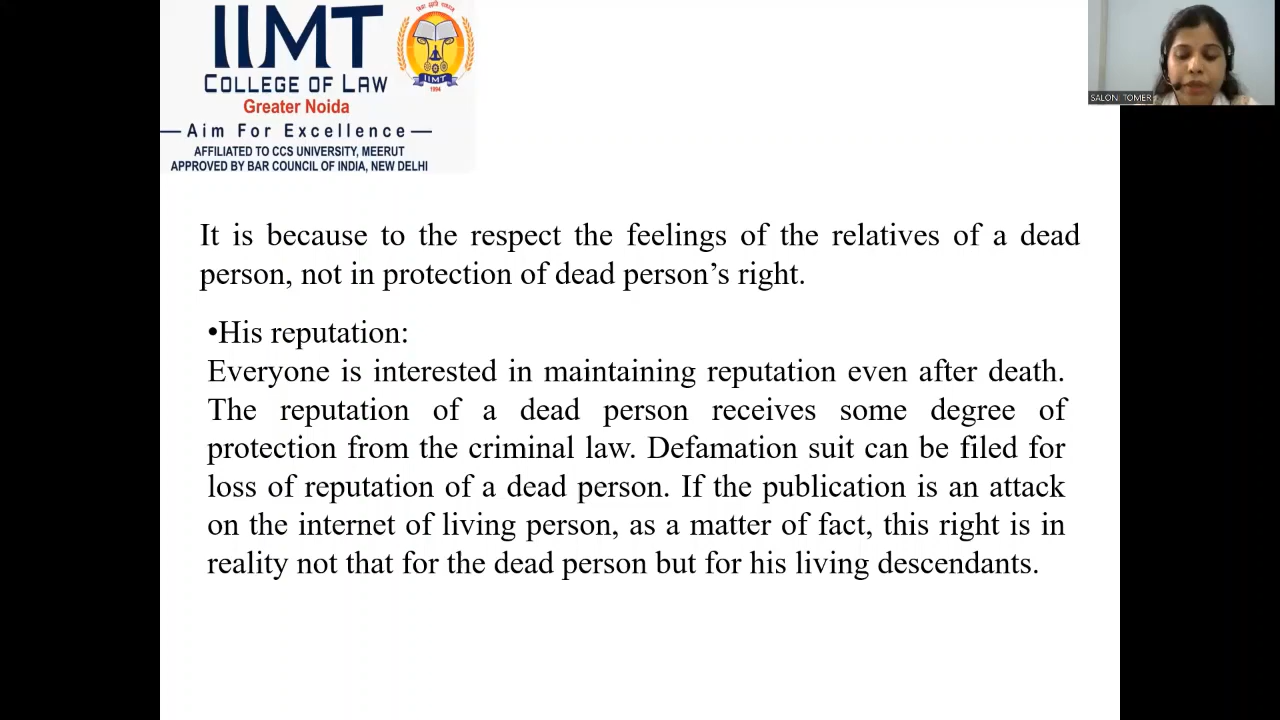 IIMT
COLLEGE OF LAW
Greater Noida
—Aim For Excellence—
AFFILIATED TO CCS UNIVERSITY, MEERUT
APPROVED BY BAR COUNCIL OF INDIA, NEW DELHI
IIMT
1994
SALONI TOMER
It is because to the respect the feelings of the relatives of a dead
person, not in protection of dead person’s right.
•His reputation:
Everyone is interested in maintaining reputation even after death.
The reputation of a dead person receives some degree of
protection from the criminal law. Defamation suit can be filed for
loss of reputation of a dead person. If the publication is an attack
on the internet of living person, as a matter of fact, this right is in
reality not that for the dead person but for his living descendants.